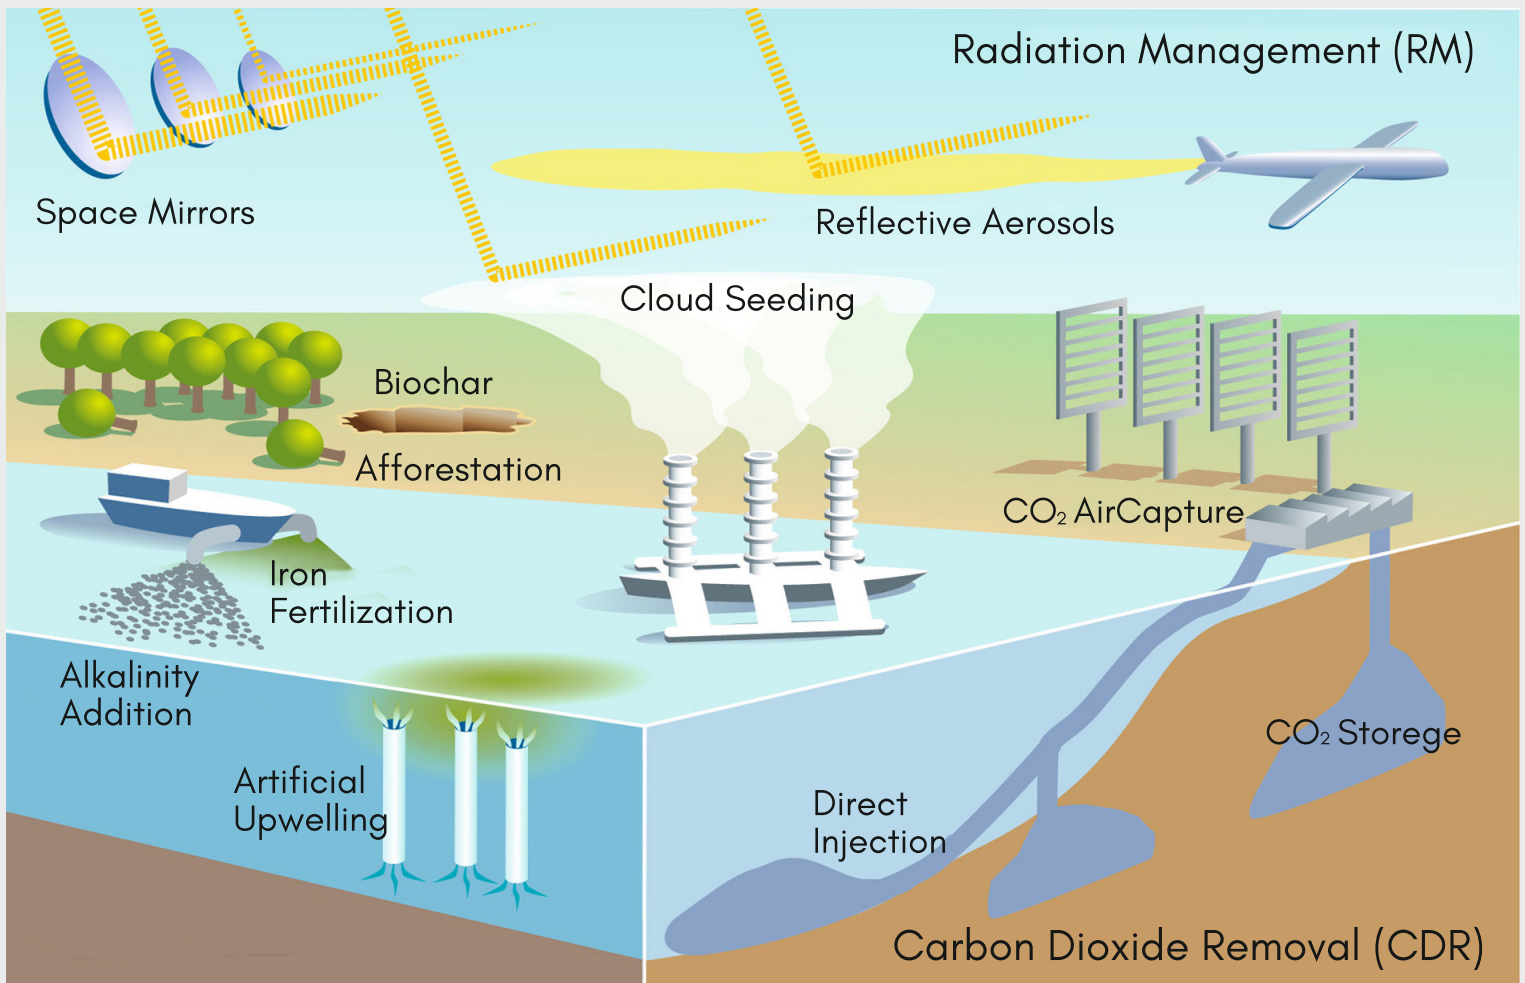 Radiation Management (RM)
Space Mirrors
Reflective Aerosols
Cloud Seeding
Biochar
Afforestation
CO₂ AirCapture
Iron
Fertilization
Alkalinity
Addition
Artificial
Upwelling
CO₂ Storege
Direct
Injection
Carbon Dioxide Removal (CDR)